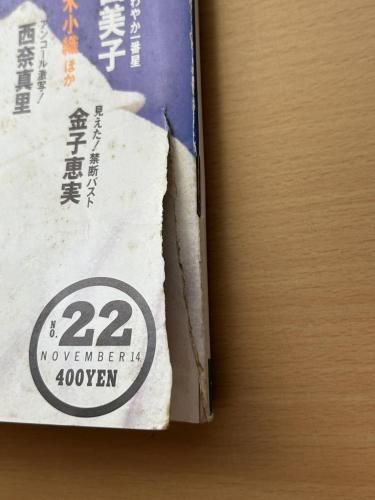 わやか一番星
美子
木小織ほか
アンコール激写!
西奈真里
見えた!禁断バスト
金子恵実
NO. 22
NOVEMBER 14
400YEN